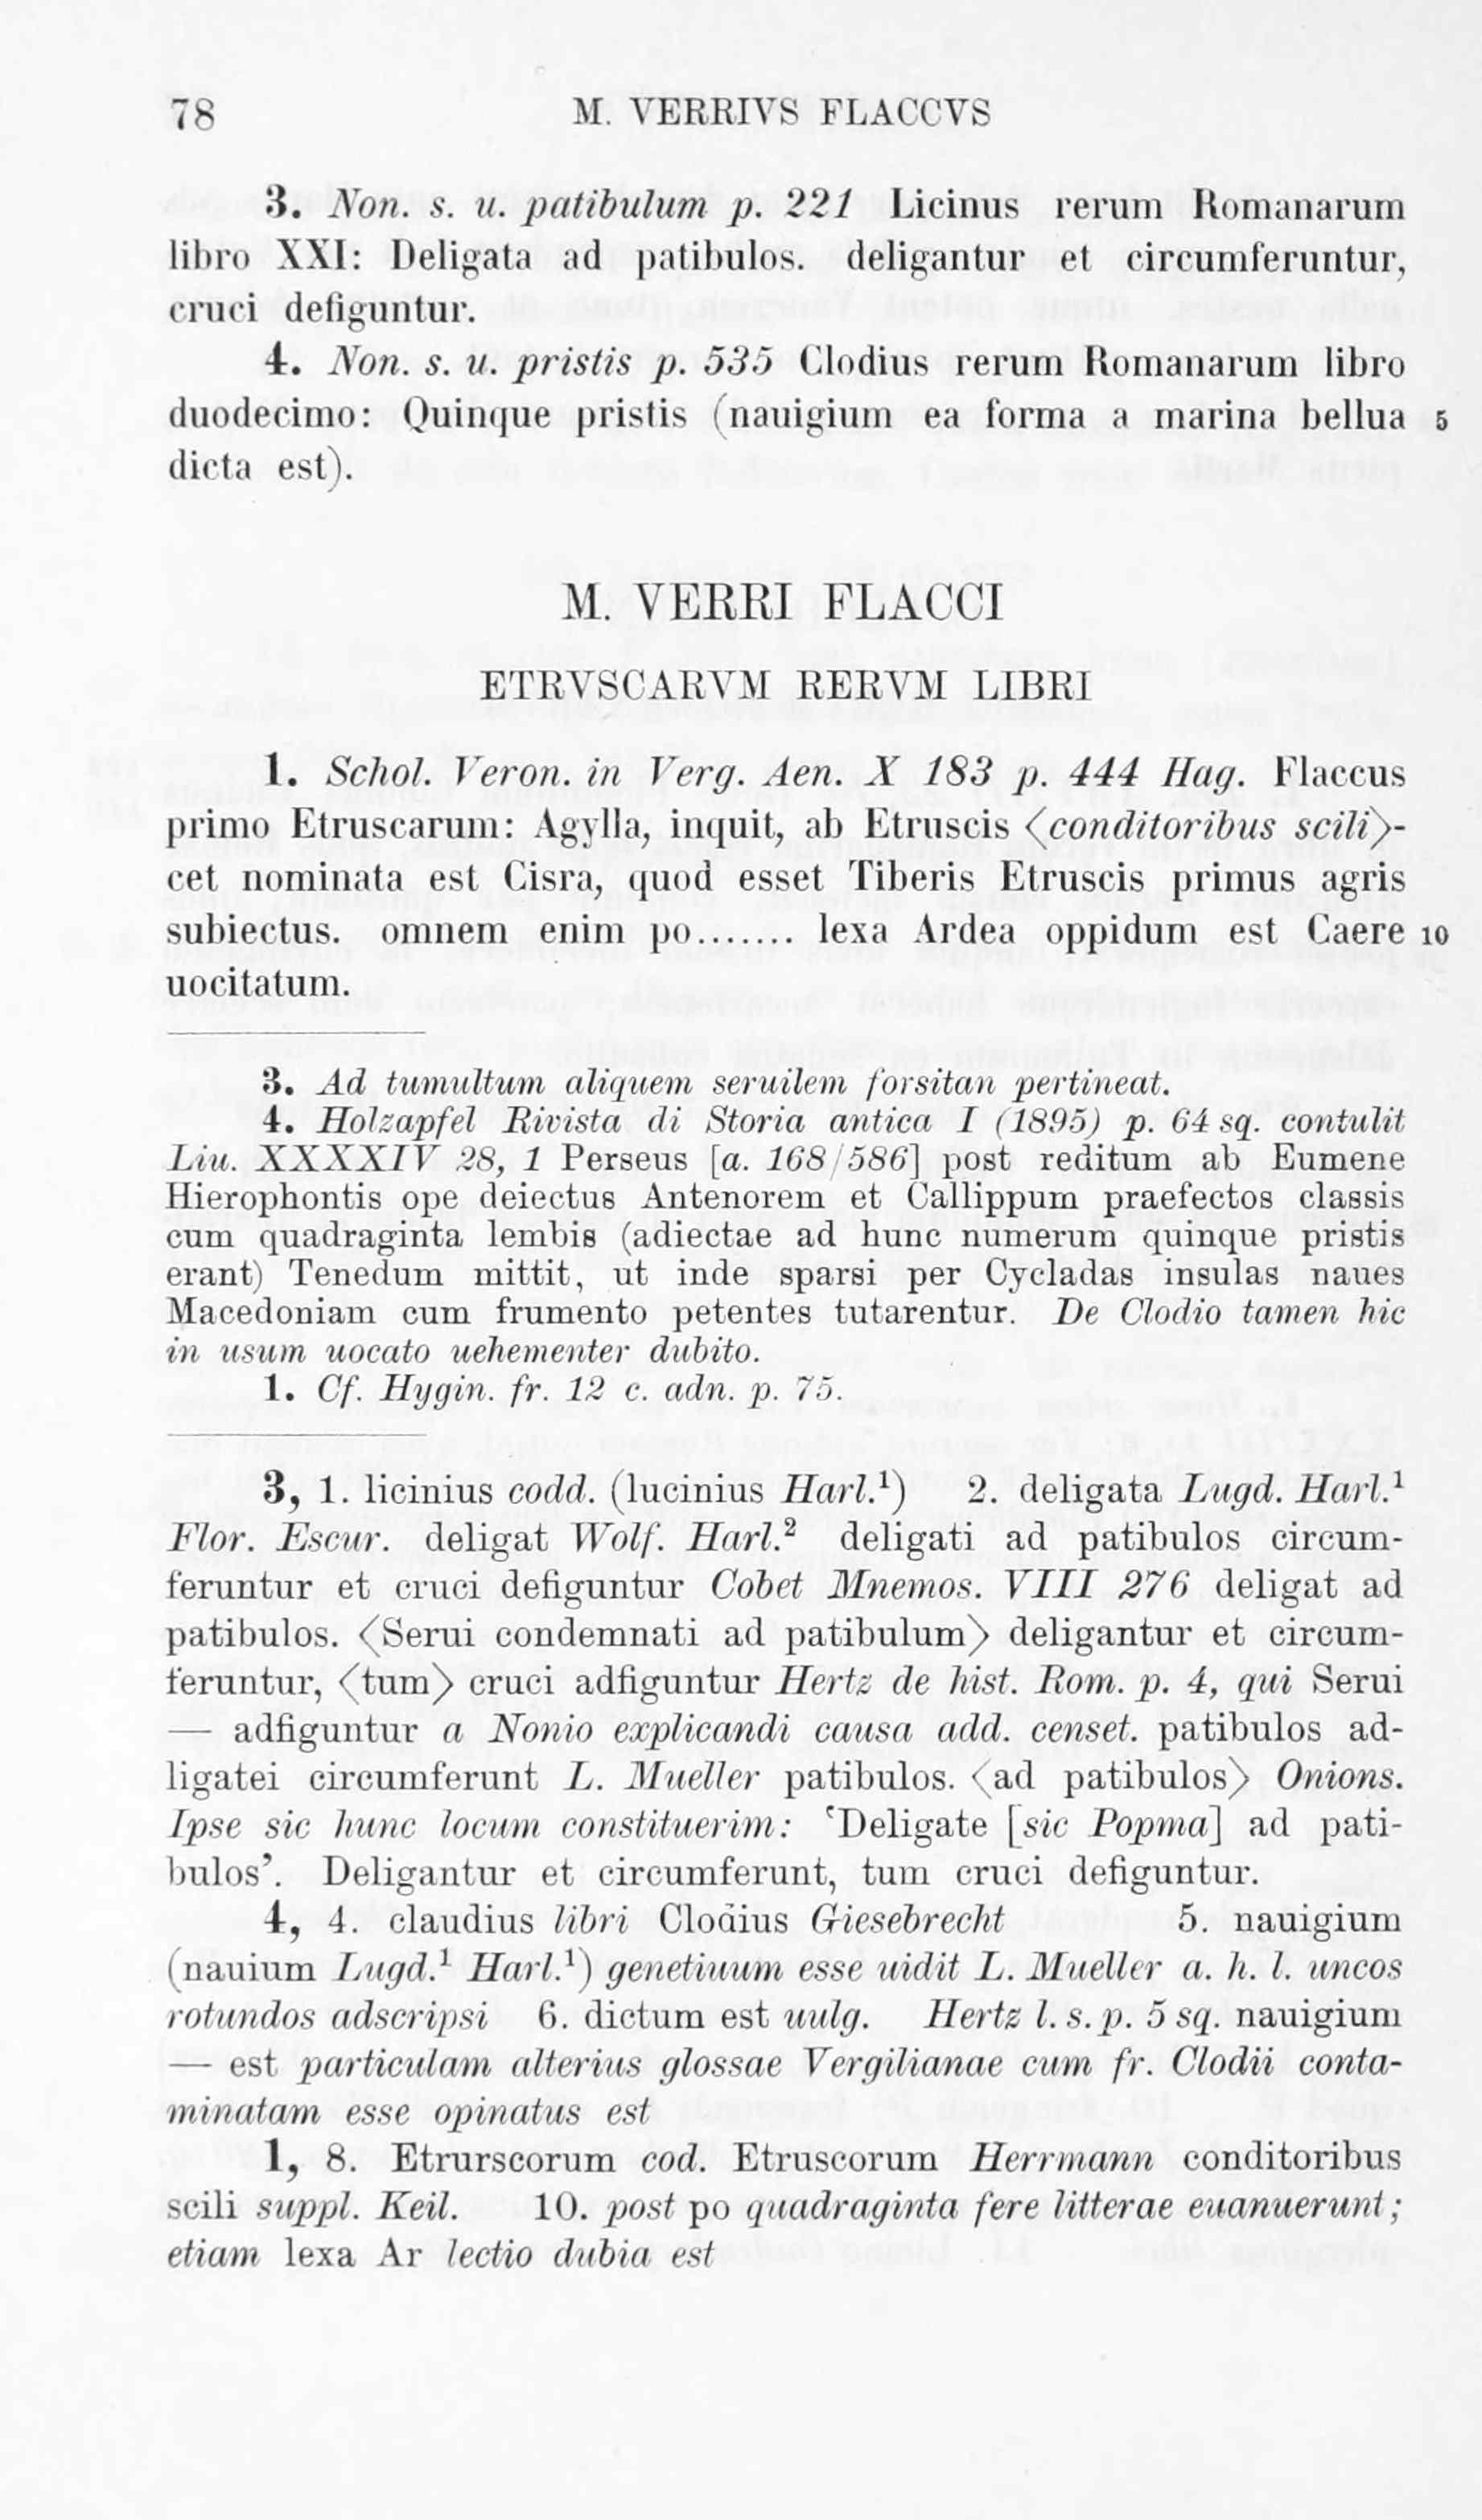 78 M. VERRIVS FLACCVS
3. Non. s. u. patibulum p. 221 Licinus rerum Romanarum
libro XXI: Deligata ad patibulos. deligantur et circumferuntur,
cruci defiguntur.
4. Non. s. u. pristis p. 535 Clodius rerum Romanarum libro
duodecimo: Quinque pristis (nauigium ea forma a marina bellua 5
dicta est).
M. VERRI FLACCI
ETRVSCARVM RERVM LIBRI
1. Schol. Veron. in Verg. Aen. X 183 p. 444 Hag. Flaccus
primo Etruscarum: Agylla, inquit, ab Etruscis ⟨conditoribus scili⟩-
cet nominata est Cisra, quod esset Tiberis Etruscis primus agris
subiectus. omnem enim po....... lexa Ardea oppidum est Caere 10
uocitatum.
3. Ad tumultum aliquem seruilem forsitan pertineat.
4. Holzapfel Rivista di Storia antica I (1895) p. 64 sq. contulit
Liu. XXXXIV 28, 1 Perseus [a. 168/586] post reditum ab Eumene
Hierophontis ope deiectus Antenorem et Callippum praefectos classis
cum quadraginta lembis (adiectae ad hunc numerum quinque pristis
erant) Tenedum mittit, ut inde sparsi per Cycladas insulas naues
Macedoniam cum frumento petentes tutarentur. De Clodio tamen hic
in usum uocato uehementer dubito.
1. Cf. Hygin. fr. 12 c. adn. p. 75.
3, 1. licinius codd. (lucinius Harl.¹) 2. deligata Lugd. Harl.¹
Flor. Escur. deligat Wolf. Harl.² deligati ad patibulos circum-
feruntur et cruci defiguntur Cobet Mnemos. VIII 276 deligat ad
patibulos. ⟨Serui condemnati ad patibulum⟩ deligantur et circum-
feruntur, ⟨tum⟩ cruci adfiguntur Hertz de hist. Rom. p. 4, qui Serui
— adfiguntur a Nonio explicandi causa add. censet. patibulos ad-
ligatei circumferunt L. Mueller patibulos. ⟨ad patibulos⟩ Onions.
Ipse sic hunc locum constituerim: ‛Deligate [sic Popma] ad pati-
bulos’. Deligantur et circumferunt, tum cruci defiguntur.
4, 4. claudius libri Clodius Giesebrecht 5. nauigium
(nauium Lugd.¹ Harl.¹) genetiuum esse uidit L. Mueller a. h. l. uncos
rotundos adscripsi 6. dictum est uulg. Hertz l. s. p. 5 sq. nauigium
— est particulam alterius glossae Vergilianae cum fr. Clodii conta-
minatam esse opinatus est
1, 8. Etrurscorum cod. Etruscorum Herrmann conditoribus
scili suppl. Keil. 10. post po quadraginta fere litterae euanuerunt;
etiam lexa Ar lectio dubia est